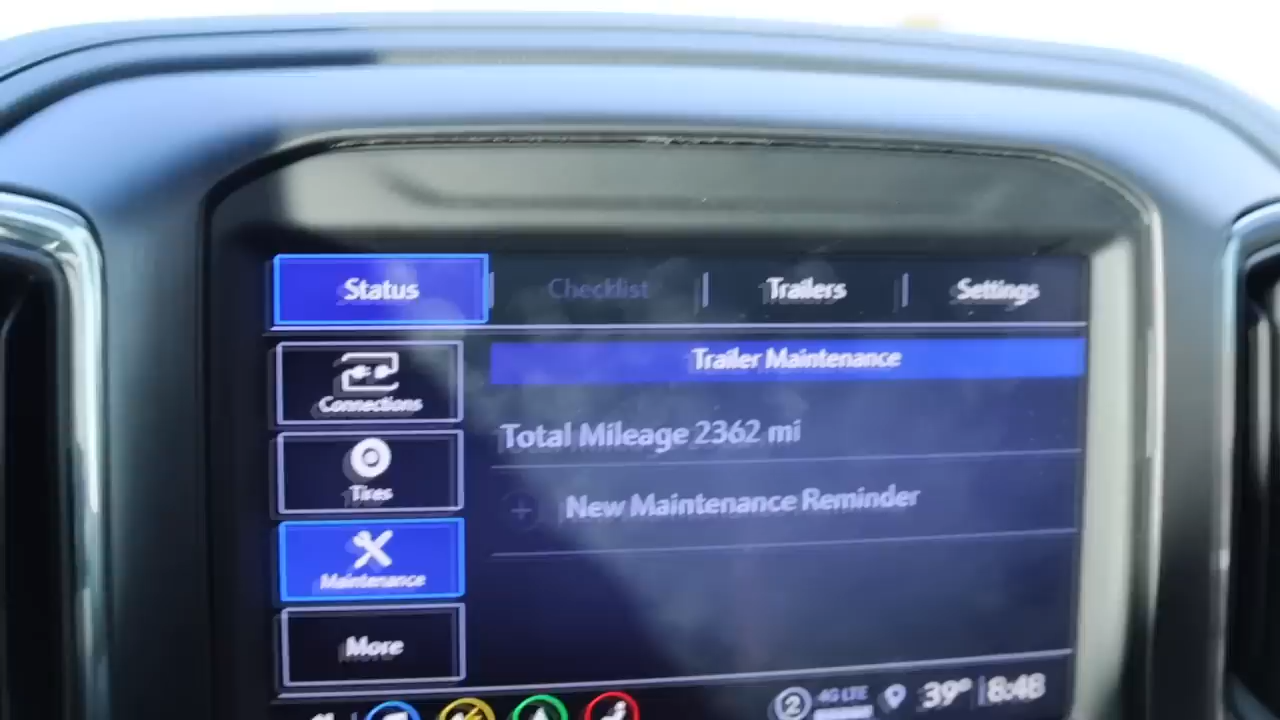 Status
Checklist
Trailers
Settings
Connections
Tires
Maintenance
More
Trailer Maintenance
Total Mileage 2362 mi
+ New Maintenance Reminder
2 4G LTE 39° 8:48